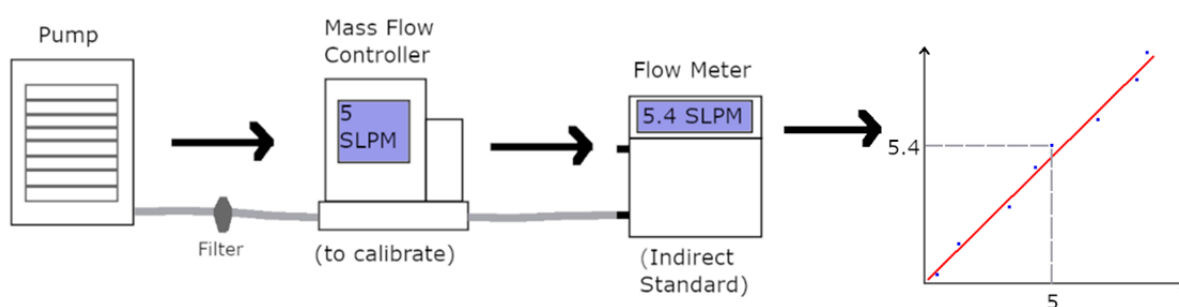 Pump
Filter
Mass Flow
Controller
5
SLPM
(to calibrate)
Flow Meter
5.4 SLPM
(Indirect
Standard)
5.4
5